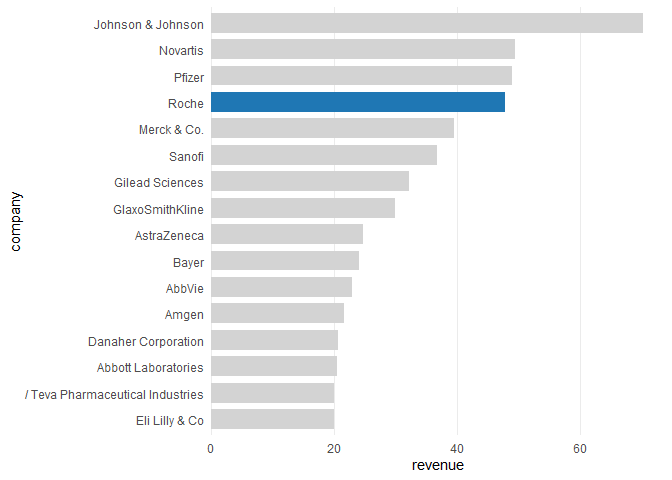 Johnson & Johnson
Novartis
Pfizer
Roche
Merck & Co.
Sanofi
Gilead Sciences
GlaxoSmithKline
AstraZeneca
Bayer
AbbVie
Amgen
Danaher Corporation
Abbott Laboratories
/ Teva Pharmaceutical Industries
Eli Lilly & Co
company
0 20 40 60
revenue